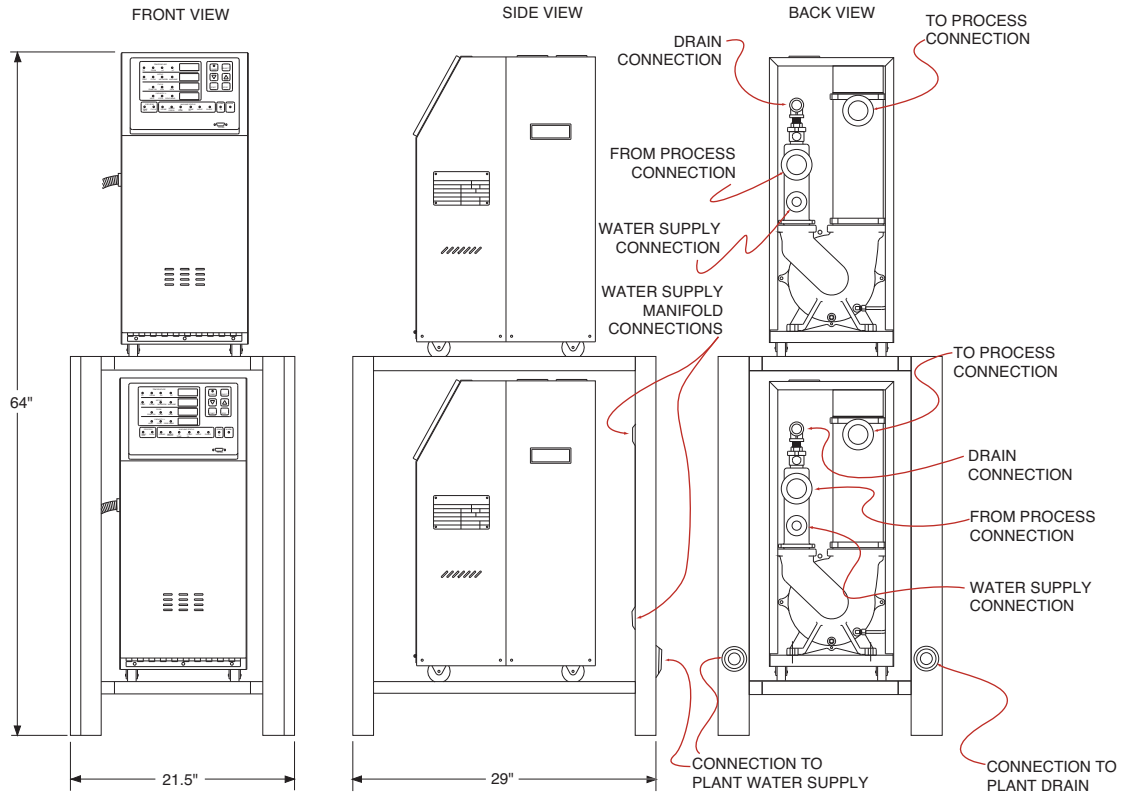 FRONT VIEW
SIDE VIEW
BACK VIEW
TO PROCESS
CONNECTION
DRAIN
CONNECTION
FROM PROCESS
CONNECTION
WATER SUPPLY
CONNECTION
WATER SUPPLY
MANIFOLD
CONNECTIONS
TO PROCESS
CONNECTION
64"
DRAIN
CONNECTION
FROM PROCESS
CONNECTION
WATER SUPPLY
CONNECTION
21.5"
29"
CONNECTION TO
PLANT WATER SUPPLY
CONNECTION TO
PLANT DRAIN